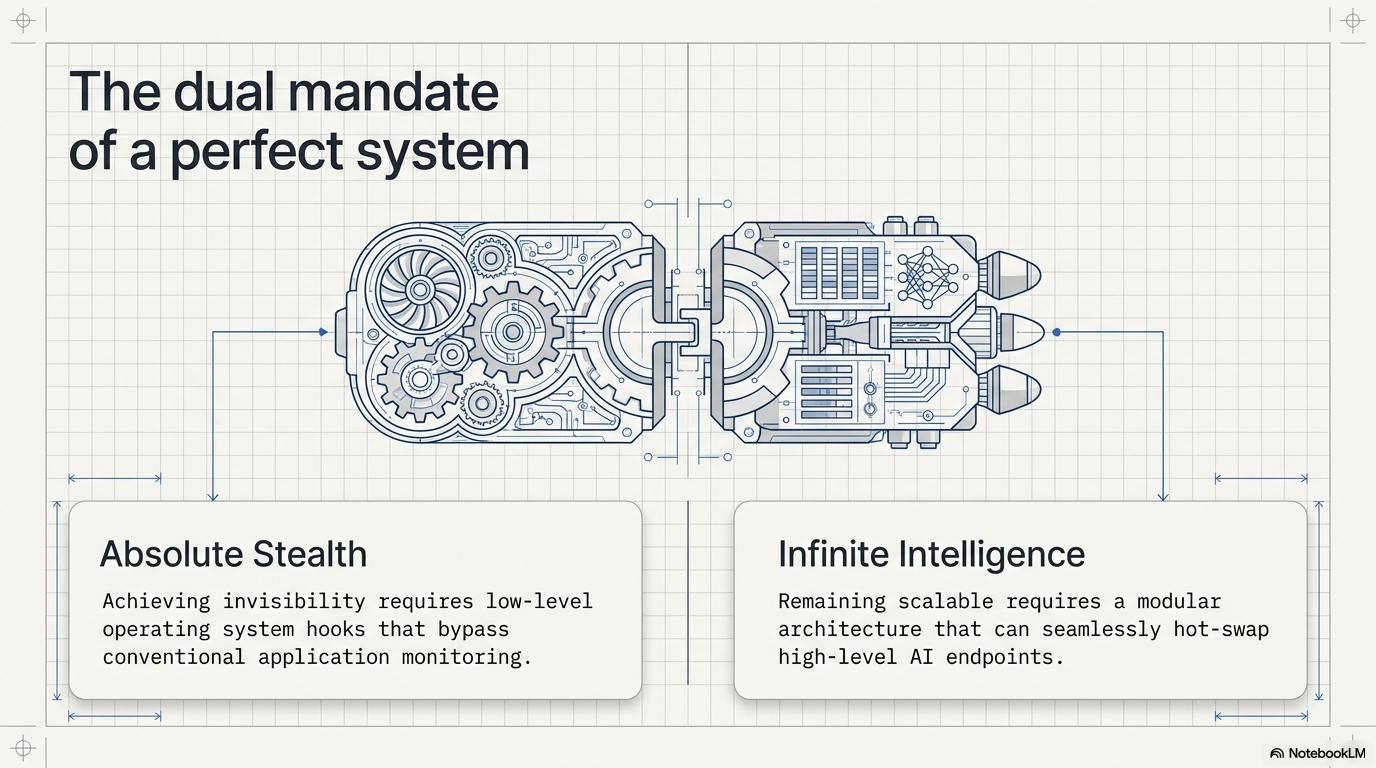 The dual mandate
of a perfect system
Absolute Stealth
Achieving invisibility requires low-level
operating system hooks that bypass
conventional application monitoring.
Infinite Intelligence
Remaining scalable requires a modular
architecture that can seamlessly hot-swap
high-level AI endpoints.
NotebookLM